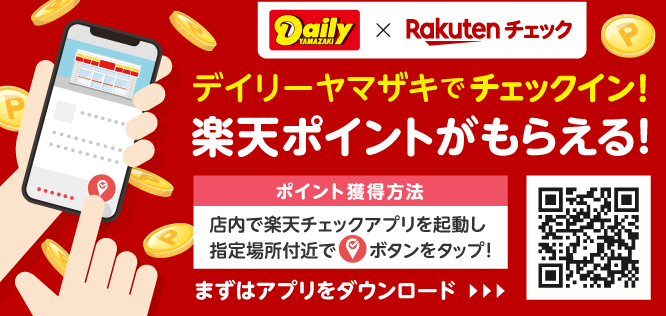 Daily YAMAZAKI × Rakuten チェック
デイリーヤマザキでチェックイン!
楽天ポイントがもらえる!
ポイント獲得方法
店内で楽天チェックアプリを起動し
指定場所付近で ボタンをタップ!
まずはアプリをダウンロード
P
P
P
P
P